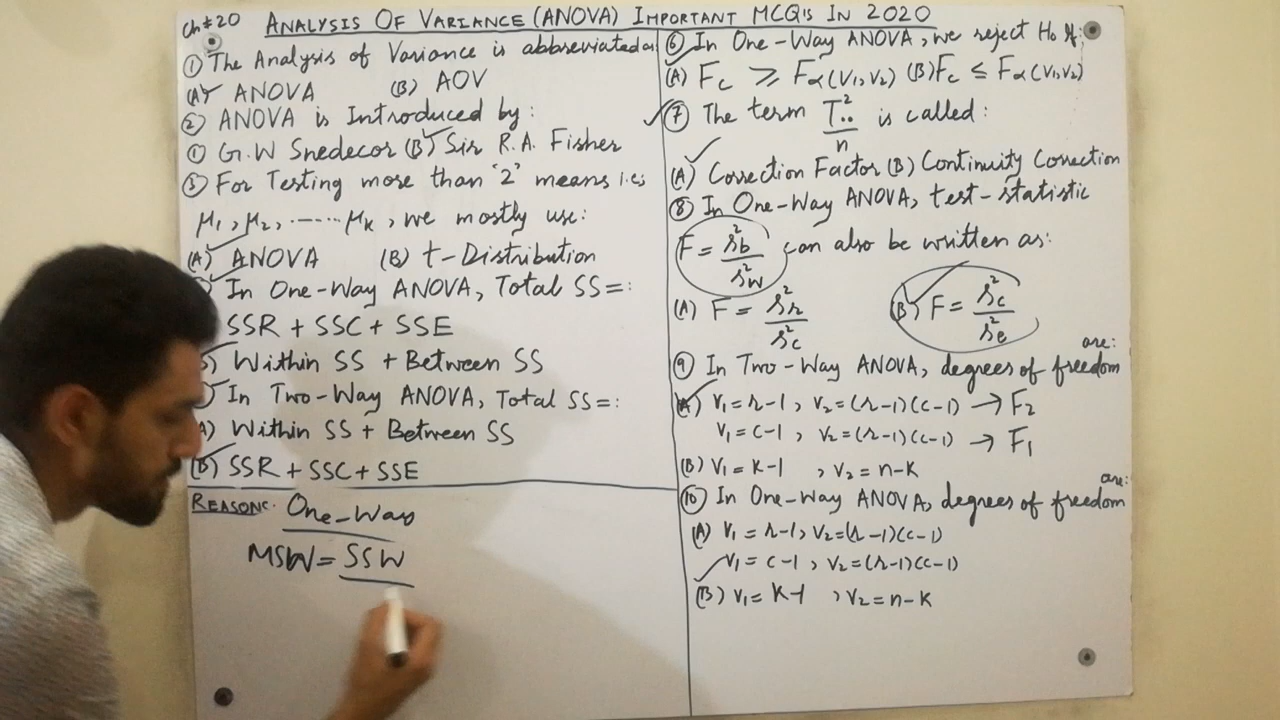 Ch # 20 ANALYSIS OF VARIANCE (ANOVA) IMPORTANT MCQ'S IN 2020
① The Analysis of Variance is abbreviated as
(A) ANOVA (B) AOV
② ANOVA is Introduced by:
① G.W Snedecor (B) Sir R.A. Fisher
③ For Testing more than "2" means i.e;
μ₁, μ₂, ------ μₖ, we mostly use:
(A) ANOVA (B) t-Distribution
In One-Way ANOVA, Total SS=:
SSR + SSC + SSE
Within SS + Between SS
In Two-Way ANOVA, Total SS=:
A) Within SS + Between SS
(B) SSR + SSC + SSE
REASON:
One-Way
MSW = SSW
⑥ In One-Way ANOVA, we reject H₀ if:
(A) Fc ≥ Fα(V₁,V₂) (B) Fc ≤ Fα(V₁,V₂)
⑦ The term T..²/n is called:
(A) Correction Factor (B) Continuity Correction
⑧ In One-Way ANOVA, test-statistic
F = s²b/s²w can also be written as:
(A) F = s²r/s²c (B) F = s²c/s²e
⑨ In Two-Way ANOVA, degrees of freedom are:
(A) V₁ = r-1, V₂ = (r-1)(c-1) → F₂
V₁ = c-1, V₂ = (r-1)(c-1) → F₁
(B) V₁ = k-1, V₂ = n-k
⑩ In One-Way ANOVA, degrees of freedom are:
(A) V₁ = r-1, V₂ = (r-1)(c-1)
V₁ = c-1, V₂ = (r-1)(c-1)
(B) V₁ = k-1, V₂ = n-k